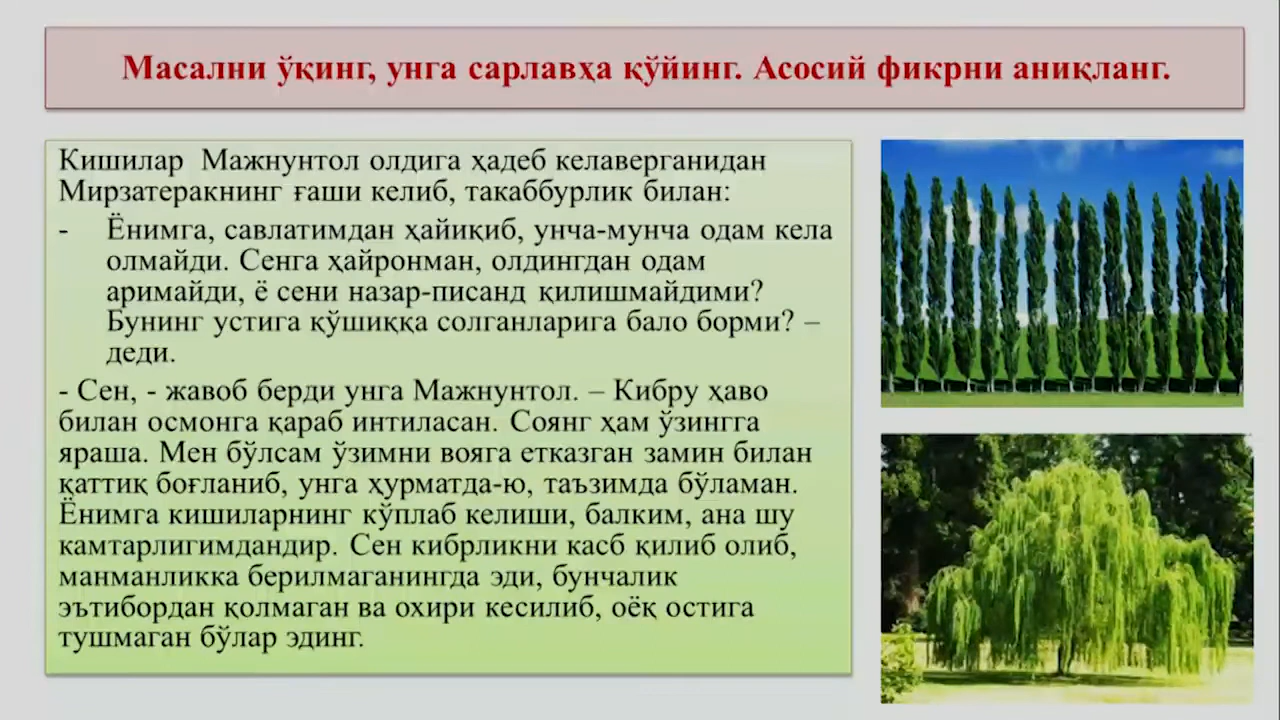 Масални ўқинг, унга сарлавҳа қўйинг. Асосий фикрни аниқланг.
Кишилар Мажнунтол олдига ҳадеб келаверганидан
Мирзатеракнинг ғаши келиб, такаббурлик билан:
- Ёнимга, савлатимдан ҳайиқиб, унча-мунча одам кела
олмайди. Сенга ҳайронман, олдингдан одам
аримайди, ё сени назар-писанд қилишмайдими?
Бунинг устига қўшиққа солганларига бало борми? –
деди.
- Сен, - жавоб берди унга Мажнунтол. – Кибру ҳаво
билан осмонга қараб интиласан. Соянг ҳам ўзингга
яраша. Мен бўлсам ўзимни вояга етказган замин билан
қаттиқ боғланиб, унга ҳурматда-ю, таъзимда бўламан.
Ёнимга кишиларнинг кўплаб келиши, балким, ана шу
камтарлигимдандир. Сен кибрликни касб қилиб олиб,
манманликка берилмаганингда эди, бунчалик
эътибордан қолмаган ва охири кесилиб, оёқ остига
тушмаган бўлар эдинг.